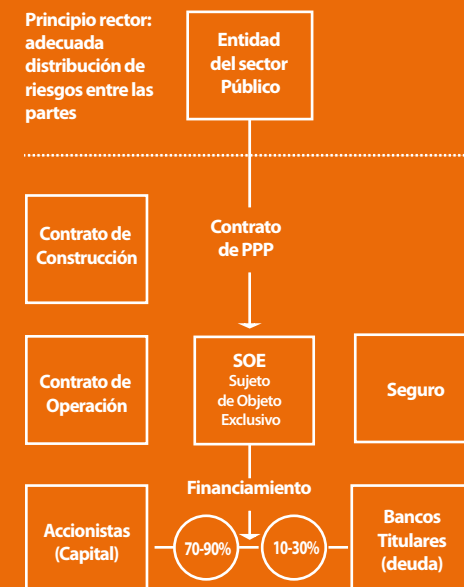 Principio rector:
adecuada
distribución de
riesgos entre las
partes
Entidad
del sector
Público
Contrato de
Construcción
Contrato
de PPP
Contrato de
Operación
SOE
Sujeto
de Objeto
Exclusivo
Seguro
Financiamiento
Accionistas
(Capital)
70-90%
10-30%
Bancos
Titulares
(deuda)